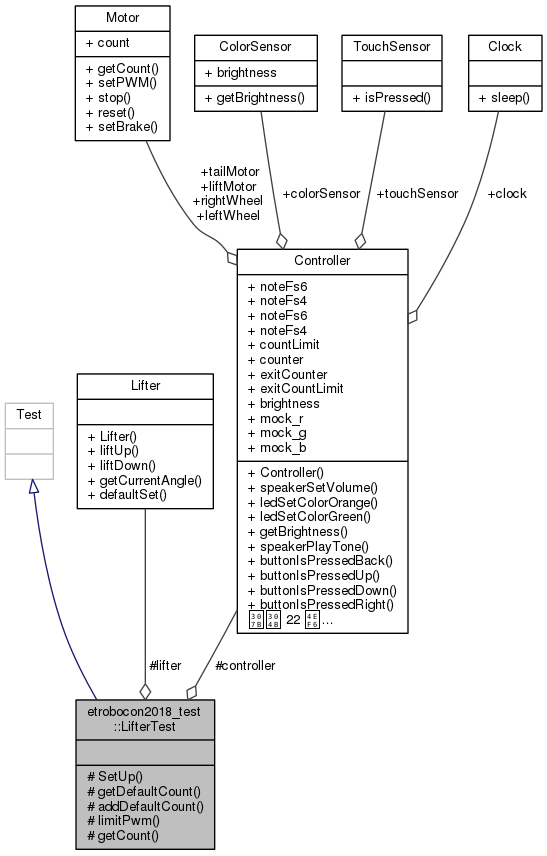 Motor
+ count
+ getCount()
+ setPWM()
+ stop()
+ reset()
+ setBrake()
ColorSensor
+ brightness
+ getBrightness()
TouchSensor
+ isPressed()
Clock
+ sleep()
+tailMotor
+liftMotor
+rightWheel
+leftWheel
+colorSensor
+touchSensor
+clock
Controller
+ noteFs6
+ noteFs4
+ noteFs6
+ noteFs4
+ countLimit
+ counter
+ exitCounter
+ exitCountLimit
+ brightness
+ mock_r
+ mock_g
+ mock_b
+ Controller()
+ speakerSetVolume()
+ ledSetColorOrange()
+ ledSetColorGreen()
+ getBrightness()
+ speakerPlayTone()
+ buttonIsPressedBack()
+ buttonIsPressedUp()
+ buttonIsPressedDown()
+ buttonIsPressedRight()
307B 304B 22 4EF6...
Lifter
+ Lifter()
+ liftUp()
+ liftDown()
+ getCurrentAngle()
+ defaultSet()
Test
#lifter
#controller
etrobocon2018_test
::LifterTest
# SetUp()
# getDefaultCount()
# addDefaultCount()
# limitPwm()
# getCount()